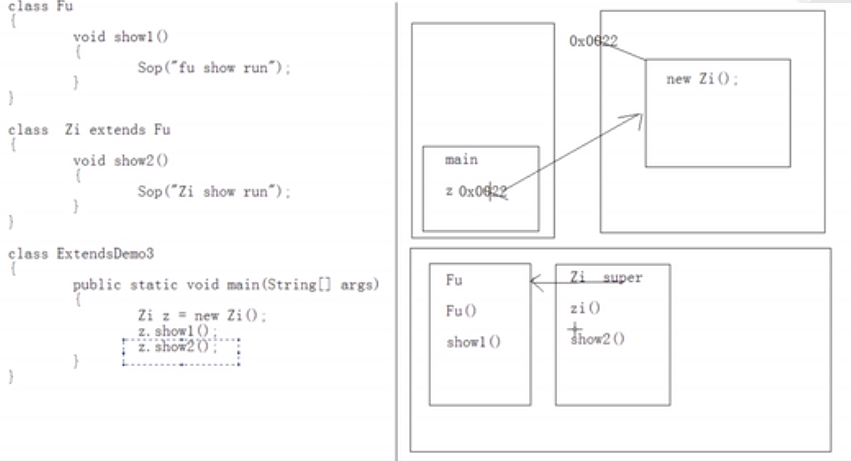 class Fu
{
void show1()
{
Sop("fu show run");
}
}
class Zi extends Fu
{
void show2()
{
Sop("Zi show run");
}
}
class ExtendsDemo3
{
public static void main(String[] args)
{
Zi z = new Zi();
z.show1();
z.show2();
}
}
0x0022
new Zi();
main
z 0x0022
Fu
Fu()
show1()
Zi super
zi()
show2()